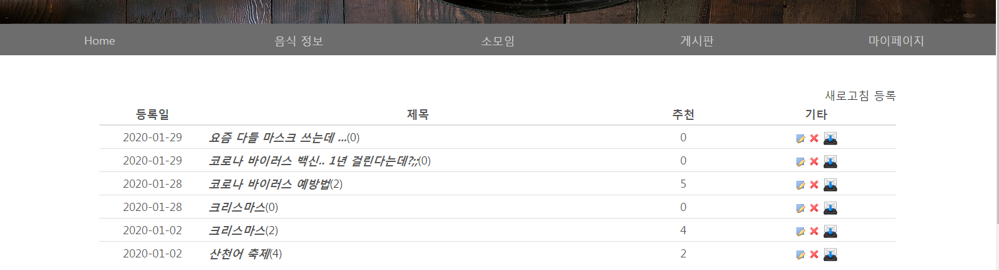 Home 음식 정보 소모임 게시판 마이페이지
새로고침 등록
등록일 제목 추천 기타
2020-01-29 요즘 다들 마스크 쓰는데 ...(0) 0
2020-01-29 코로나 바이러스 백신.. 1년 걸린다는데?;;(0) 0
2020-01-28 코로나 바이러스 예방법(2) 5
2020-01-28 크리스마스(0) 0
2020-01-02 크리스마스(2) 4
2020-01-02 산천어 축제(4) 2